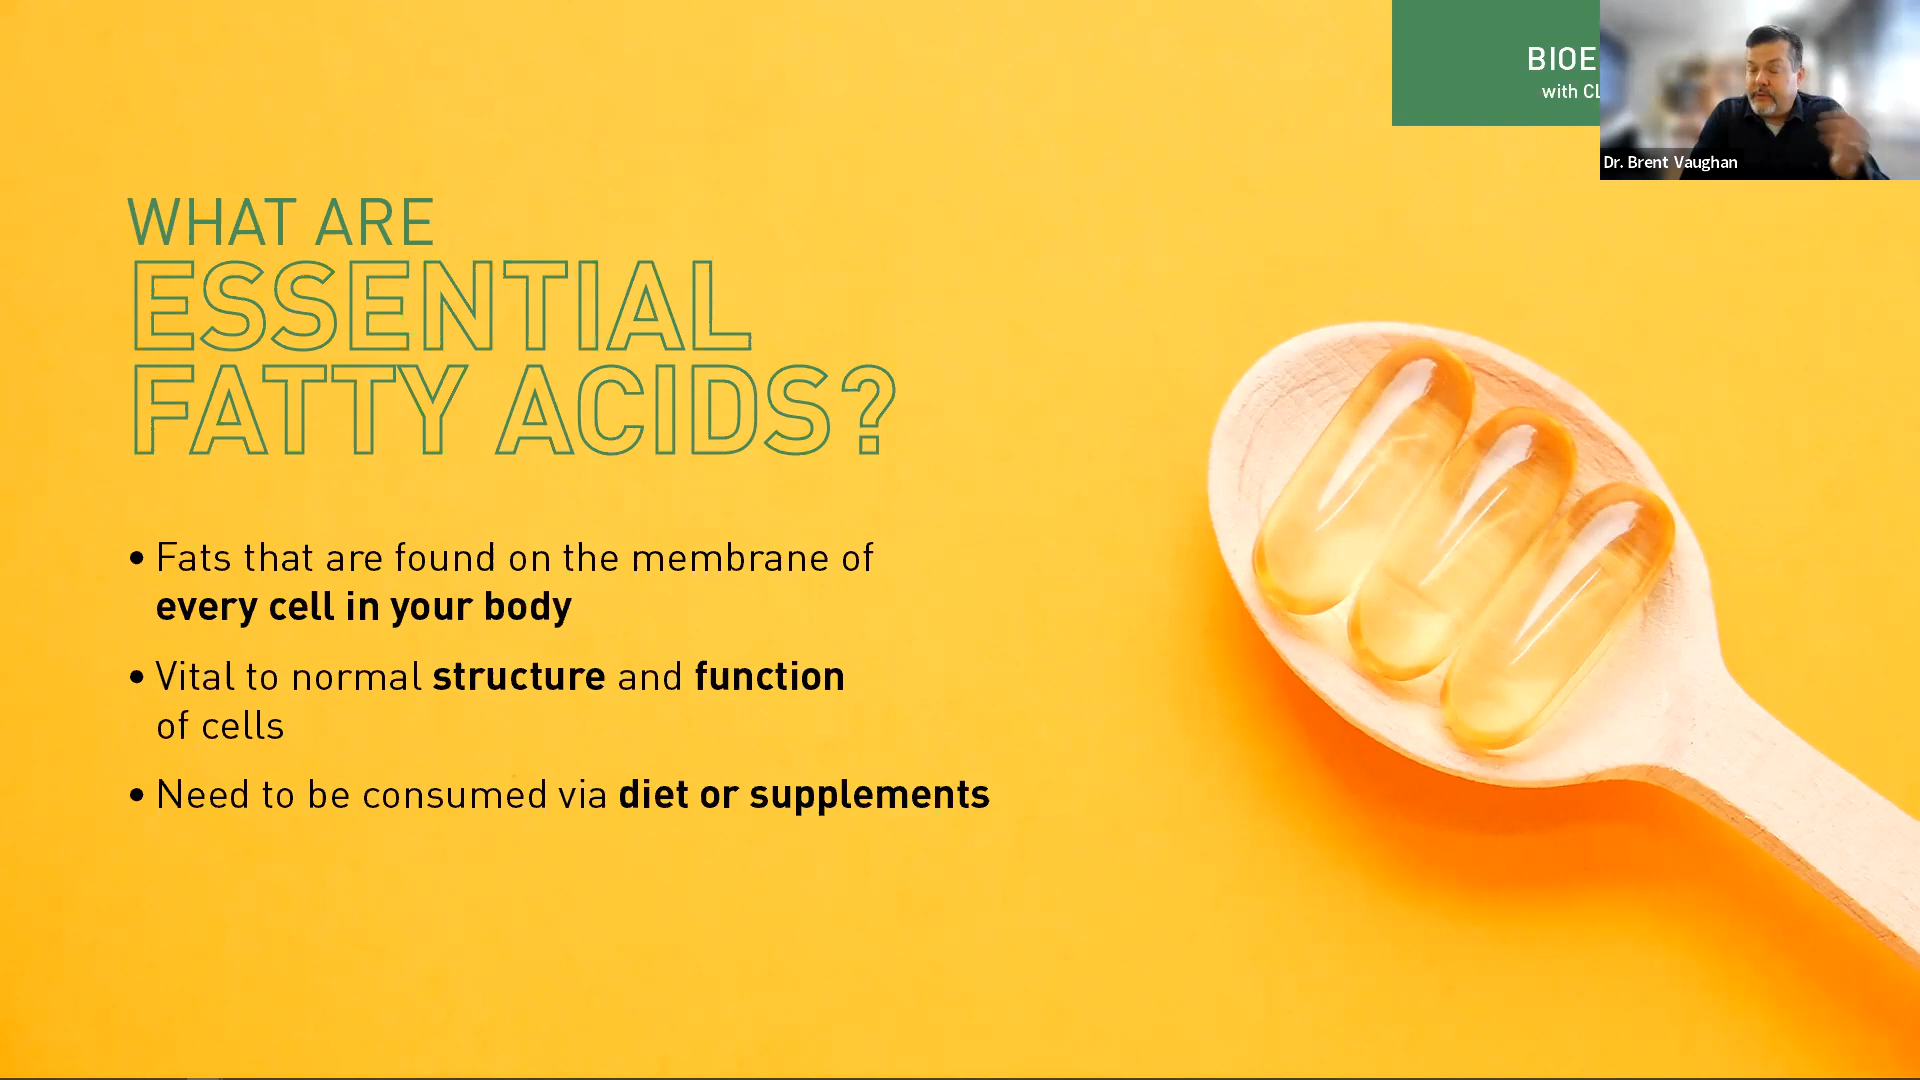 BIOE
with CL
Dr. Brent Vaughan
WHAT ARE
ESSENTIAL
FATTY ACIDS?
• Fats that are found on the membrane of
every cell in your body
• Vital to normal structure and function
of cells
• Need to be consumed via diet or supplements